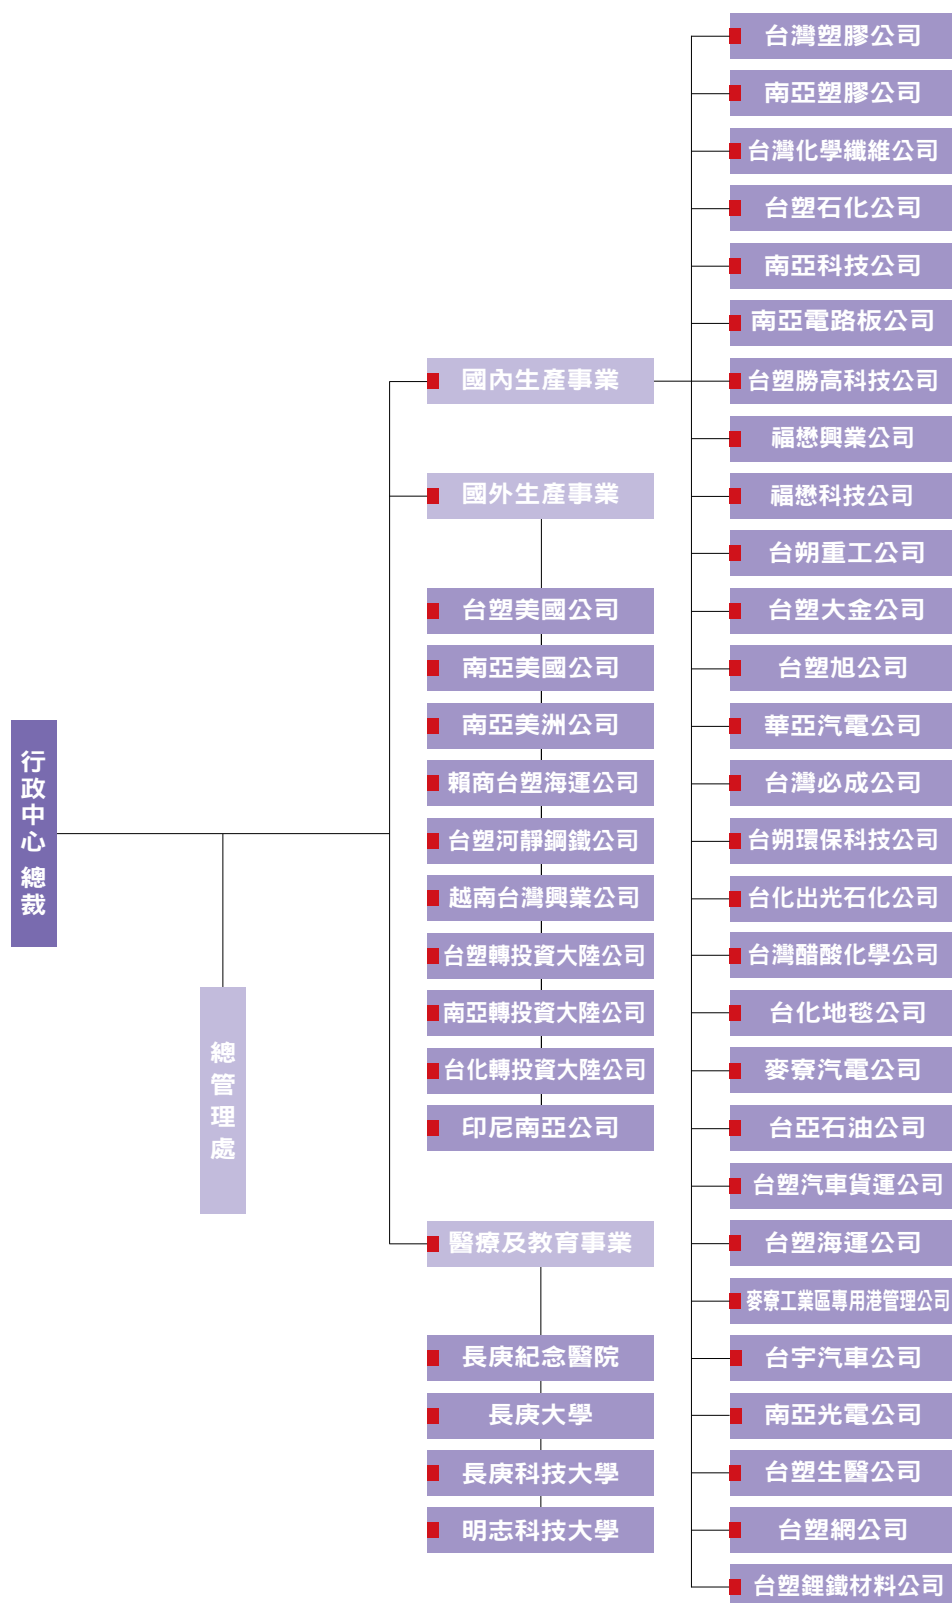 行政中心 總裁
總管理處
國內生產事業
台灣塑膠公司
南亞塑膠公司
台灣化學纖維公司
台塑石化公司
南亞科技公司
南亞電路板公司
台塑勝高科技公司
福懋興業公司
福懋科技公司
台朔重工公司
台塑大金公司
台塑旭公司
華亞汽電公司
台灣必成公司
台朔環保科技公司
台化出光石化公司
台灣醋酸化學公司
台化地毯公司
麥寮汽電公司
台亞石油公司
台塑汽車貨運公司
台塑海運公司
麥寮工業區專用港管理公司
台宇汽車公司
南亞光電公司
台塑生醫公司
台塑網公司
台塑鋰鐵材料公司
國外生產事業
台塑美國公司
南亞美國公司
南亞美洲公司
賴商台塑海運公司
台塑河靜鋼鐵公司
越南台灣興業公司
台塑轉投資大陸公司
南亞轉投資大陸公司
台化轉投資大陸公司
印尼南亞公司
醫療及教育事業
長庚紀念醫院
長庚大學
長庚科技大學
明志科技大學